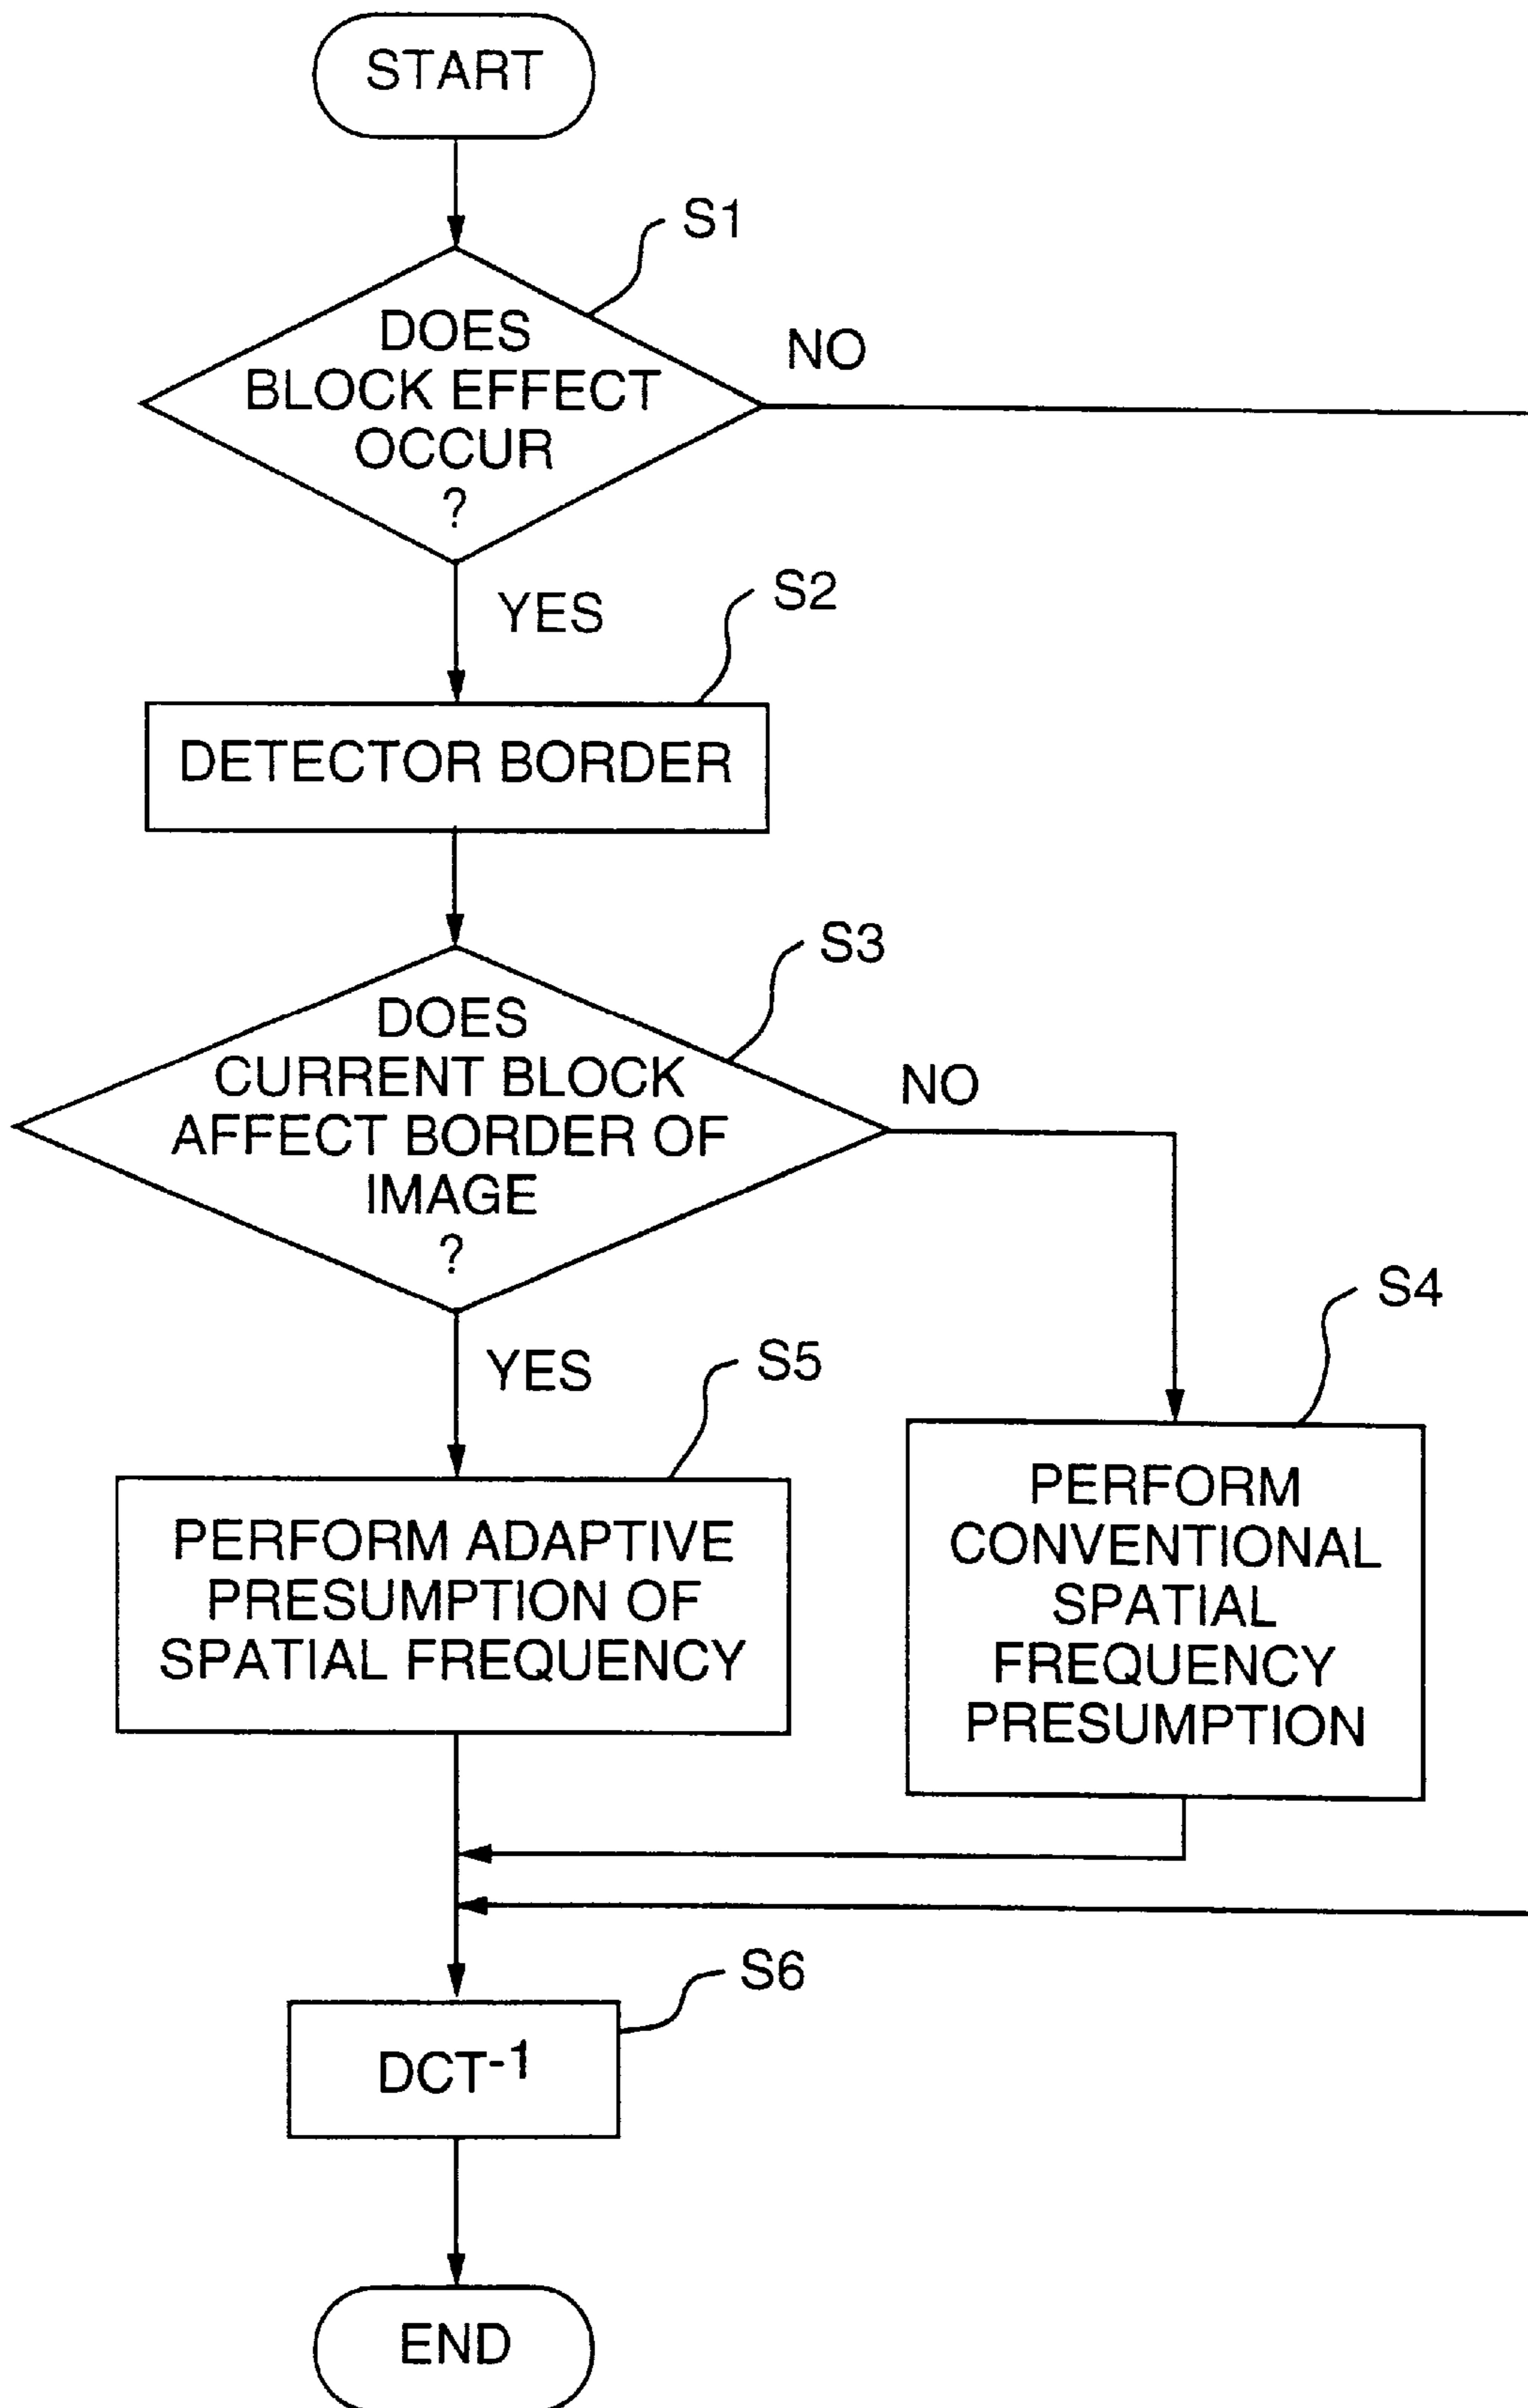 START
S1
DOES
BLOCK EFFECT
OCCUR
?
NO
YES
S2
DETECTOR BORDER
S3
DOES
CURRENT BLOCK
AFFECT BORDER OF
IMAGE
?
NO
YES
S4
S5
PERFORM ADAPTIVE
PRESUMPTION OF
SPATIAL FREQUENCY
PERFORM
CONVENTIONAL
SPATIAL
FREQUENCY
PRESUMPTION
S6
DCT-1
END